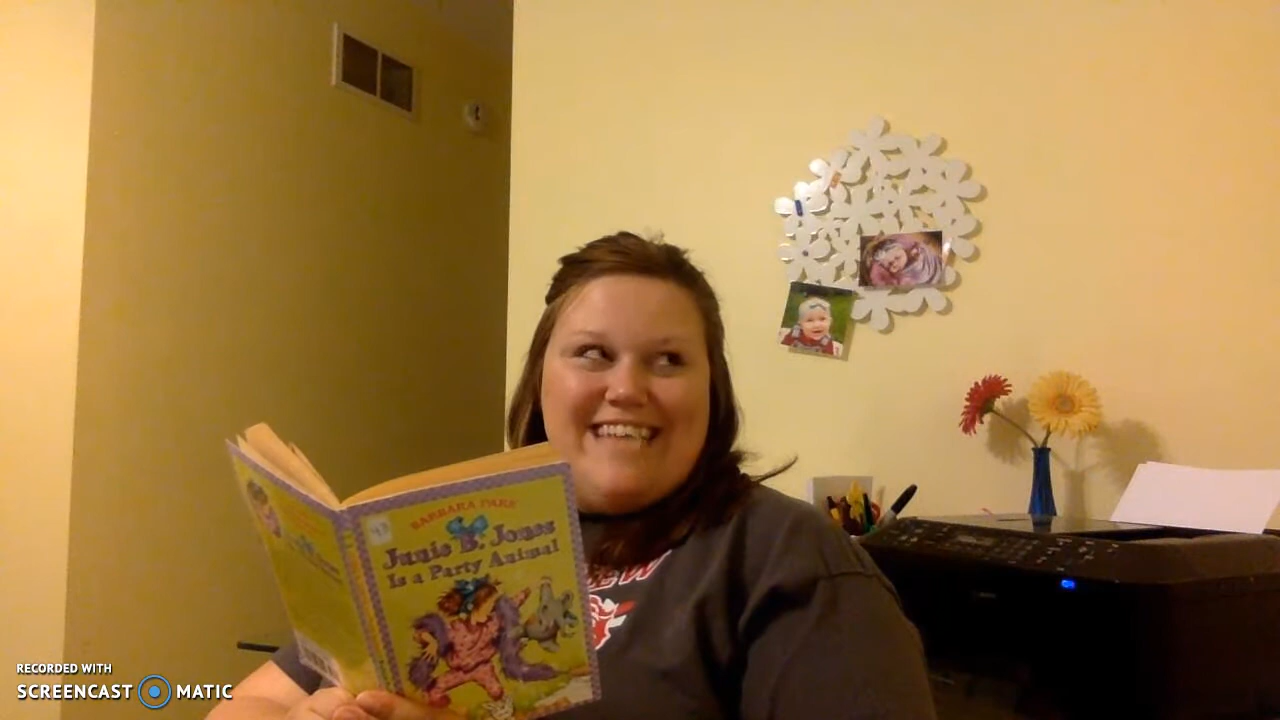 BARBARA PARK
Junie B. Jones
Is a Party Animal
RECORDED WITH
SCREENCAST MATIC